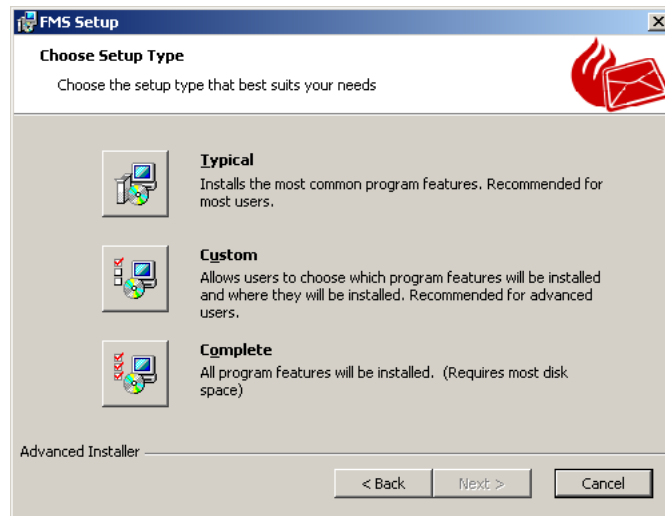 FMS Setup
Choose Setup Type
Choose the setup type that best suits your needs
Typical
Installs the most common program features. Recommended for
most users.
Custom
Allows users to choose which program features will be installed
and where they will be installed. Recommended for advanced
users.
Complete
All program features will be installed.  (Requires most disk
space)
Advanced Installer
< Back
Next >
Cancel